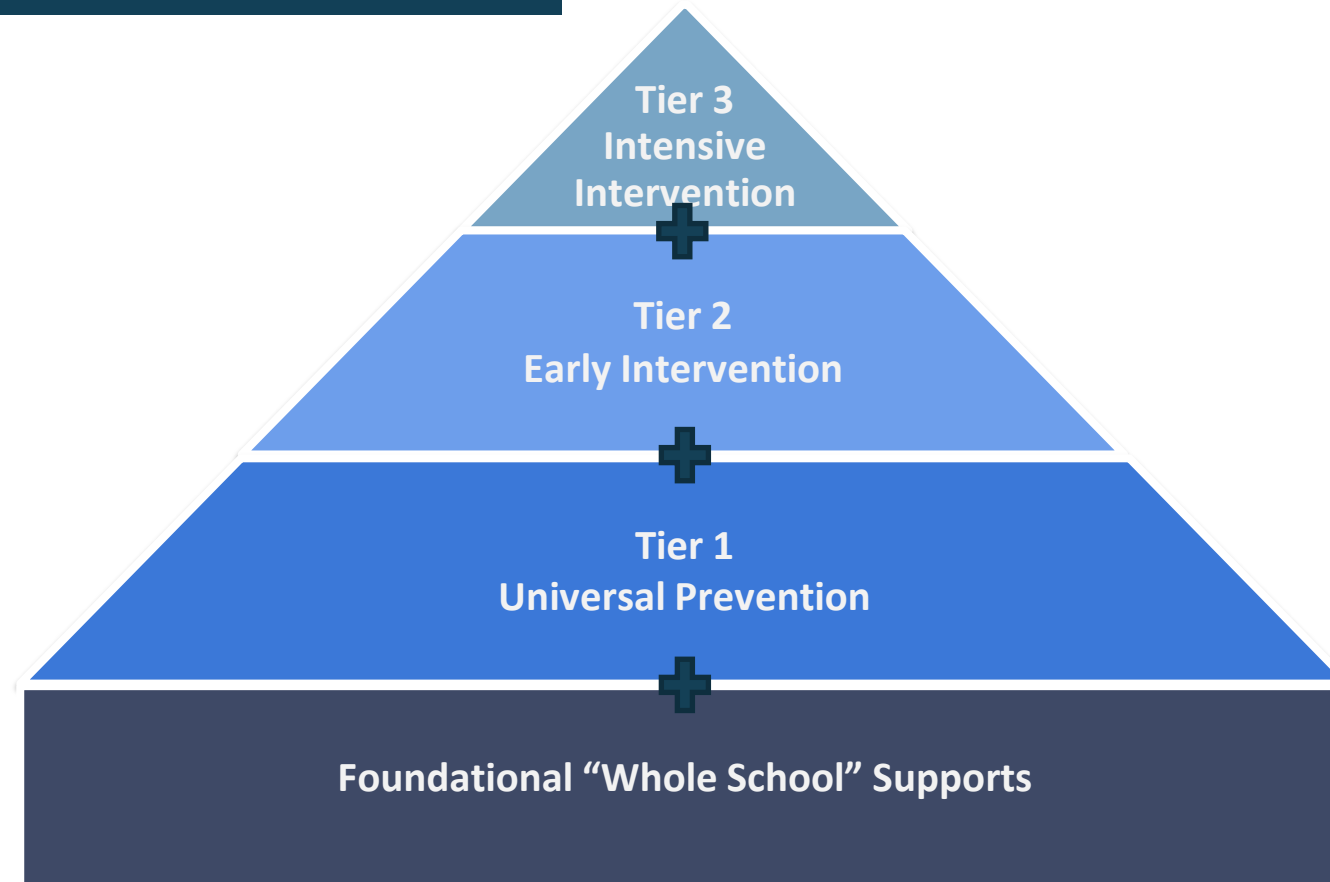 Tier 3
Intensive
Intervention
Tier 2
Early Intervention
Tier 1
Universal Prevention
Foundational “Whole School” Supports